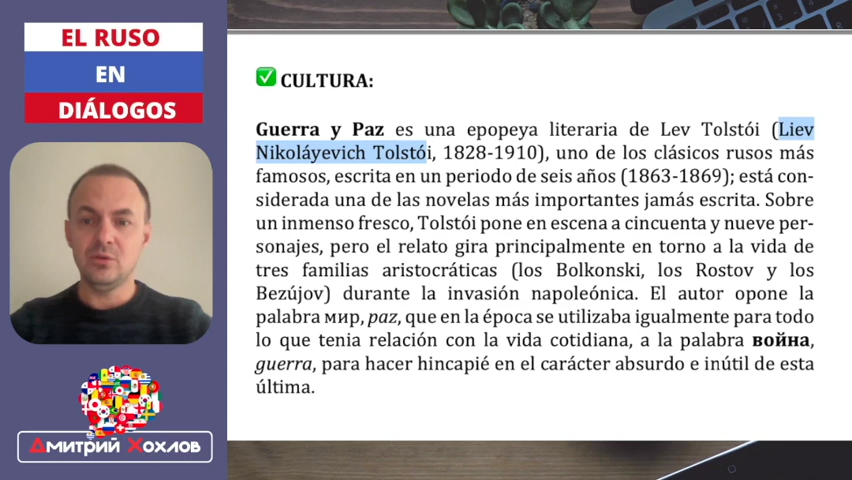 EL RUSO
EN
DIÁLOGOS
Дмитрий Хохлов
CULTURA:
Guerra y Paz es una epopeya literaria de Lev Tolstói (Liev
Nikoláyevich Tolstói, 1828-1910), uno de los clásicos rusos más
famosos, escrita en un periodo de seis años (1863-1869); está con-
siderada una de las novelas más importantes jamás escrita. Sobre
un inmenso fresco, Tolstói pone en escena a cincuenta y nueve per-
sonajes, pero el relato gira principalmente en torno a la vida de
tres familias aristocráticas (los Bolkonski, los Rostov y los
Bezújov) durante la invasión napoleónica. El autor opone la
palabra мир, paz, que en la época se utilizaba igualmente para todo
lo que tenia relación con la vida cotidiana, a la palabra война,
guerra, para hacer hincapié en el carácter absurdo e inútil de esta
última.